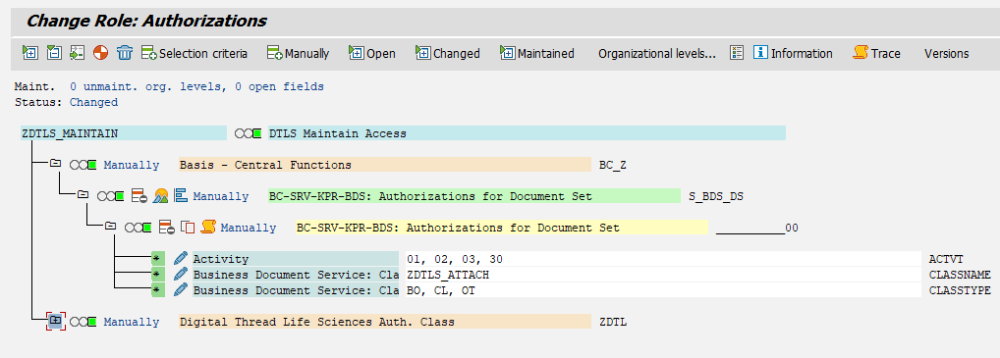 Change Role: Authorizations
Selection criteria Manually Open Changed Maintained Organizational levels... Information Trace Versions
Maint. 0 unmaint. org. levels, 0 open fields
Status: Changed
ZDTLS_MAINTAIN DTLS Maintain Access
Manually Basis - Central Functions BC_Z
Manually BC-SRV-KPR-BDS: Authorizations for Document Set S_BDS_DS
Manually BC-SRV-KPR-BDS: Authorizations for Document Set __________00
* Activity 01, 02, 03, 30 ACTVT
* Business Document Service: Cla ZDTLS_ATTACH CLASSNAME
* Business Document Service: Cla BO, CL, OT CLASSTYPE
Manually Digital Thread Life Sciences Auth. Class ZDTL